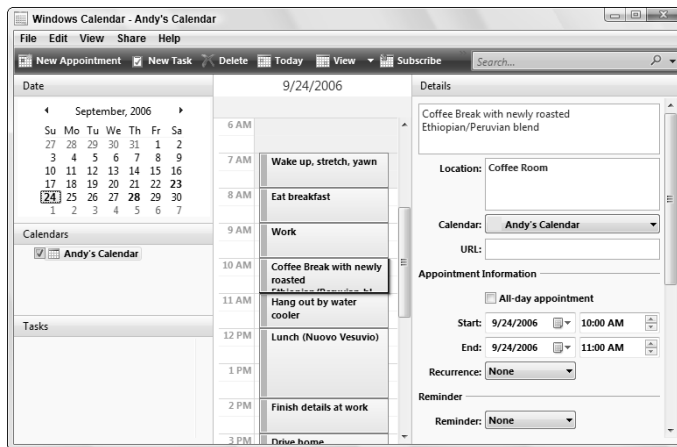 Windows Calendar - Andy's Calendar
File Edit View Share Help
New Appointment New Task Delete Today View Subscribe Search...
Date
September, 2006
Su Mo Tu We Th Fr Sa
27 28 29 30 31 1 2
3 4 5 6 7 8 9
10 11 12 13 14 15 16
17 18 19 20 21 22 23
24 25 26 27 28 29 30
1 2 3 4 5 6 7
Calendars
Andy's Calendar
Tasks
9/24/2006
6 AM
7 AM Wake up, stretch, yawn
8 AM Eat breakfast
9 AM Work
10 AM Coffee Break with newly
roasted
Ethiopian/Peruvian bl
11 AM Hang out by water
cooler
12 PM Lunch (Nuovo Vesuvio)
1 PM
2 PM Finish details at work
3 PM Drive home
Details
Coffee Break with newly roasted
Ethiopian/Peruvian blend
Location: Coffee Room
Calendar: Andy's Calendar
URL:
Appointment Information
All-day appointment
Start: 9/24/2006 10:00 AM
End: 9/24/2006 11:00 AM
Recurrence: None
Reminder
Reminder: None